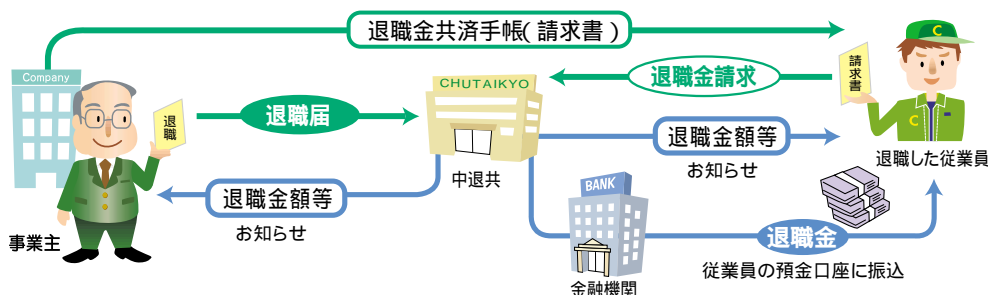 退職金共済手帳(請求書)
C
Company
請求書
CHUTAIKYO
退職金請求
退職
退職届
C
退職金額等
お知らせ
退職した従業員
中退共
BANK
退職金額等
お知らせ
事業主
退職金
従業員の預金口座に振込
金融機関